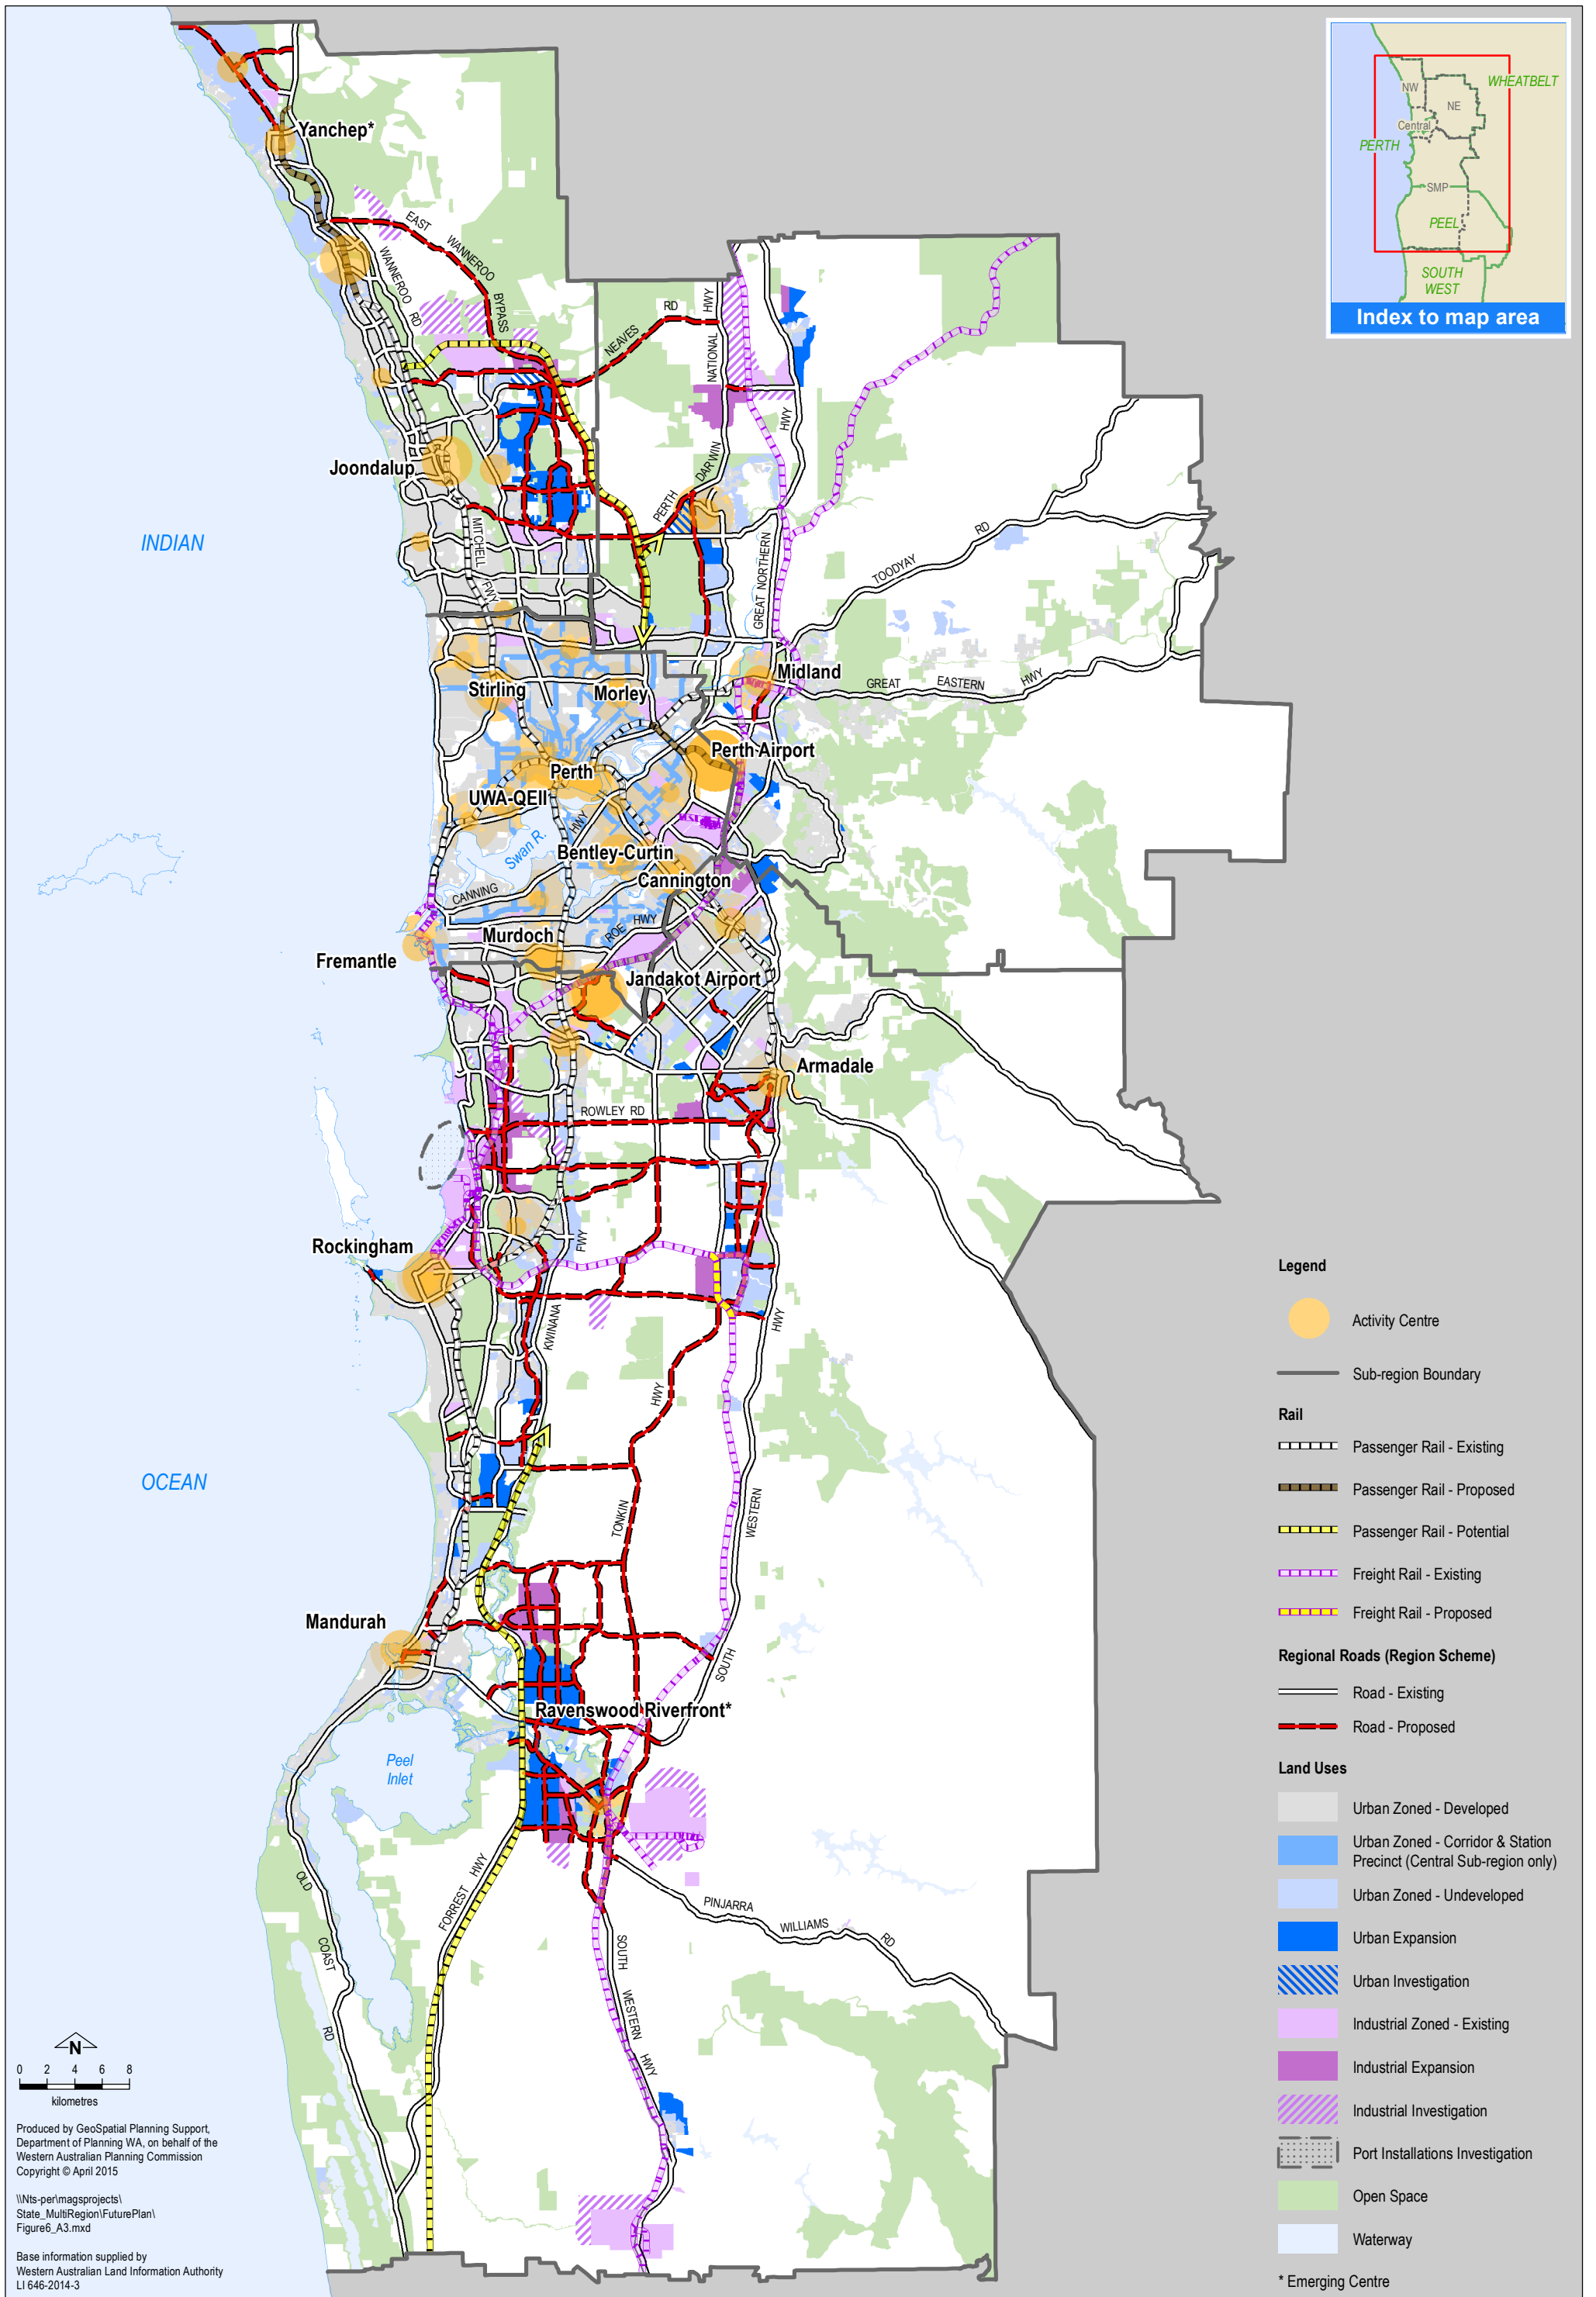 WHEATBELT
NW
NE
Central
PERTH
SMP
PEEL
SOUTH
WEST
Index to map area
Yanchep*
EAST
WANNEROO
BYPASS
WANNEROO
RD
NEAVES
RD
NATIONAL
HWY
HWY
Joondalup
PERTH
DARWIN
MITCHELL
FWY
INDIAN
GREAT NORTHERN
TOODYAY
RD
Midland
GREAT
EASTERN
HWY
Stirling
Morley
Perth Airport
Perth
UWA-QEII
HWY
Swan R.
Bentley-Curtin
Cannington
CANNING
ROE
HWY
Murdoch
Fremantle
Jandakot Airport
Armadale
ROWLEY RD
Rockingham
FWY
KWINANA
HWY
HWY
OCEAN
TONKIN
WESTERN
Mandurah
SOUTH
Ravenswood Riverfront*
Peel
Inlet
OLD
COAST
RD
FORREST
HWY
PINJARRA
WILLIAMS
RD
SOUTH
WESTERN
HWY
Legend
Activity Centre
Sub-region Boundary
Rail
Passenger Rail - Existing
Passenger Rail - Proposed
Passenger Rail - Potential
Freight Rail - Existing
Freight Rail - Proposed
Regional Roads (Region Scheme)
Road - Existing
Road - Proposed
Land Uses
Urban Zoned - Developed
Urban Zoned - Corridor & Station
Precinct (Central Sub-region only)
Urban Zoned - Undeveloped
Urban Expansion
Urban Investigation
Industrial Zoned - Existing
Industrial Expansion
Industrial Investigation
Port Installations Investigation
Open Space
Waterway
* Emerging Centre
N
0 2 4 6 8
kilometres
Produced by GeoSpatial Planning Support,
Department of Planning WA, on behalf of the
Western Australian Planning Commission
Copyright © April 2015
\\Nts-per\magsprojects\
State_MultiRegion\FuturePlan\
Figure6_A3.mxd
Base information supplied by
Western Australian Land Information Authority
LI 646-2014-3